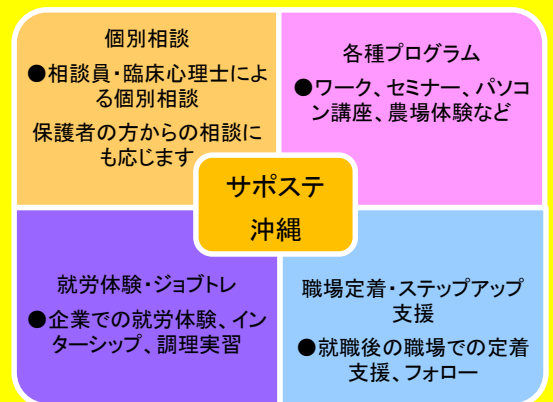 個別相談
●相談員・臨床心理士によ
る個別相談
保護者の方からの相談に
も応じます
各種プログラム
●ワーク、セミナー、パソコ
ン講座、農場体験など
サポステ
沖縄
就労体験・ジョブトレ
●企業での就労体験、イン
ターシップ、調理実習
職場定着・ステップアップ
支援
●就職後の職場での定着
支援、フォロー